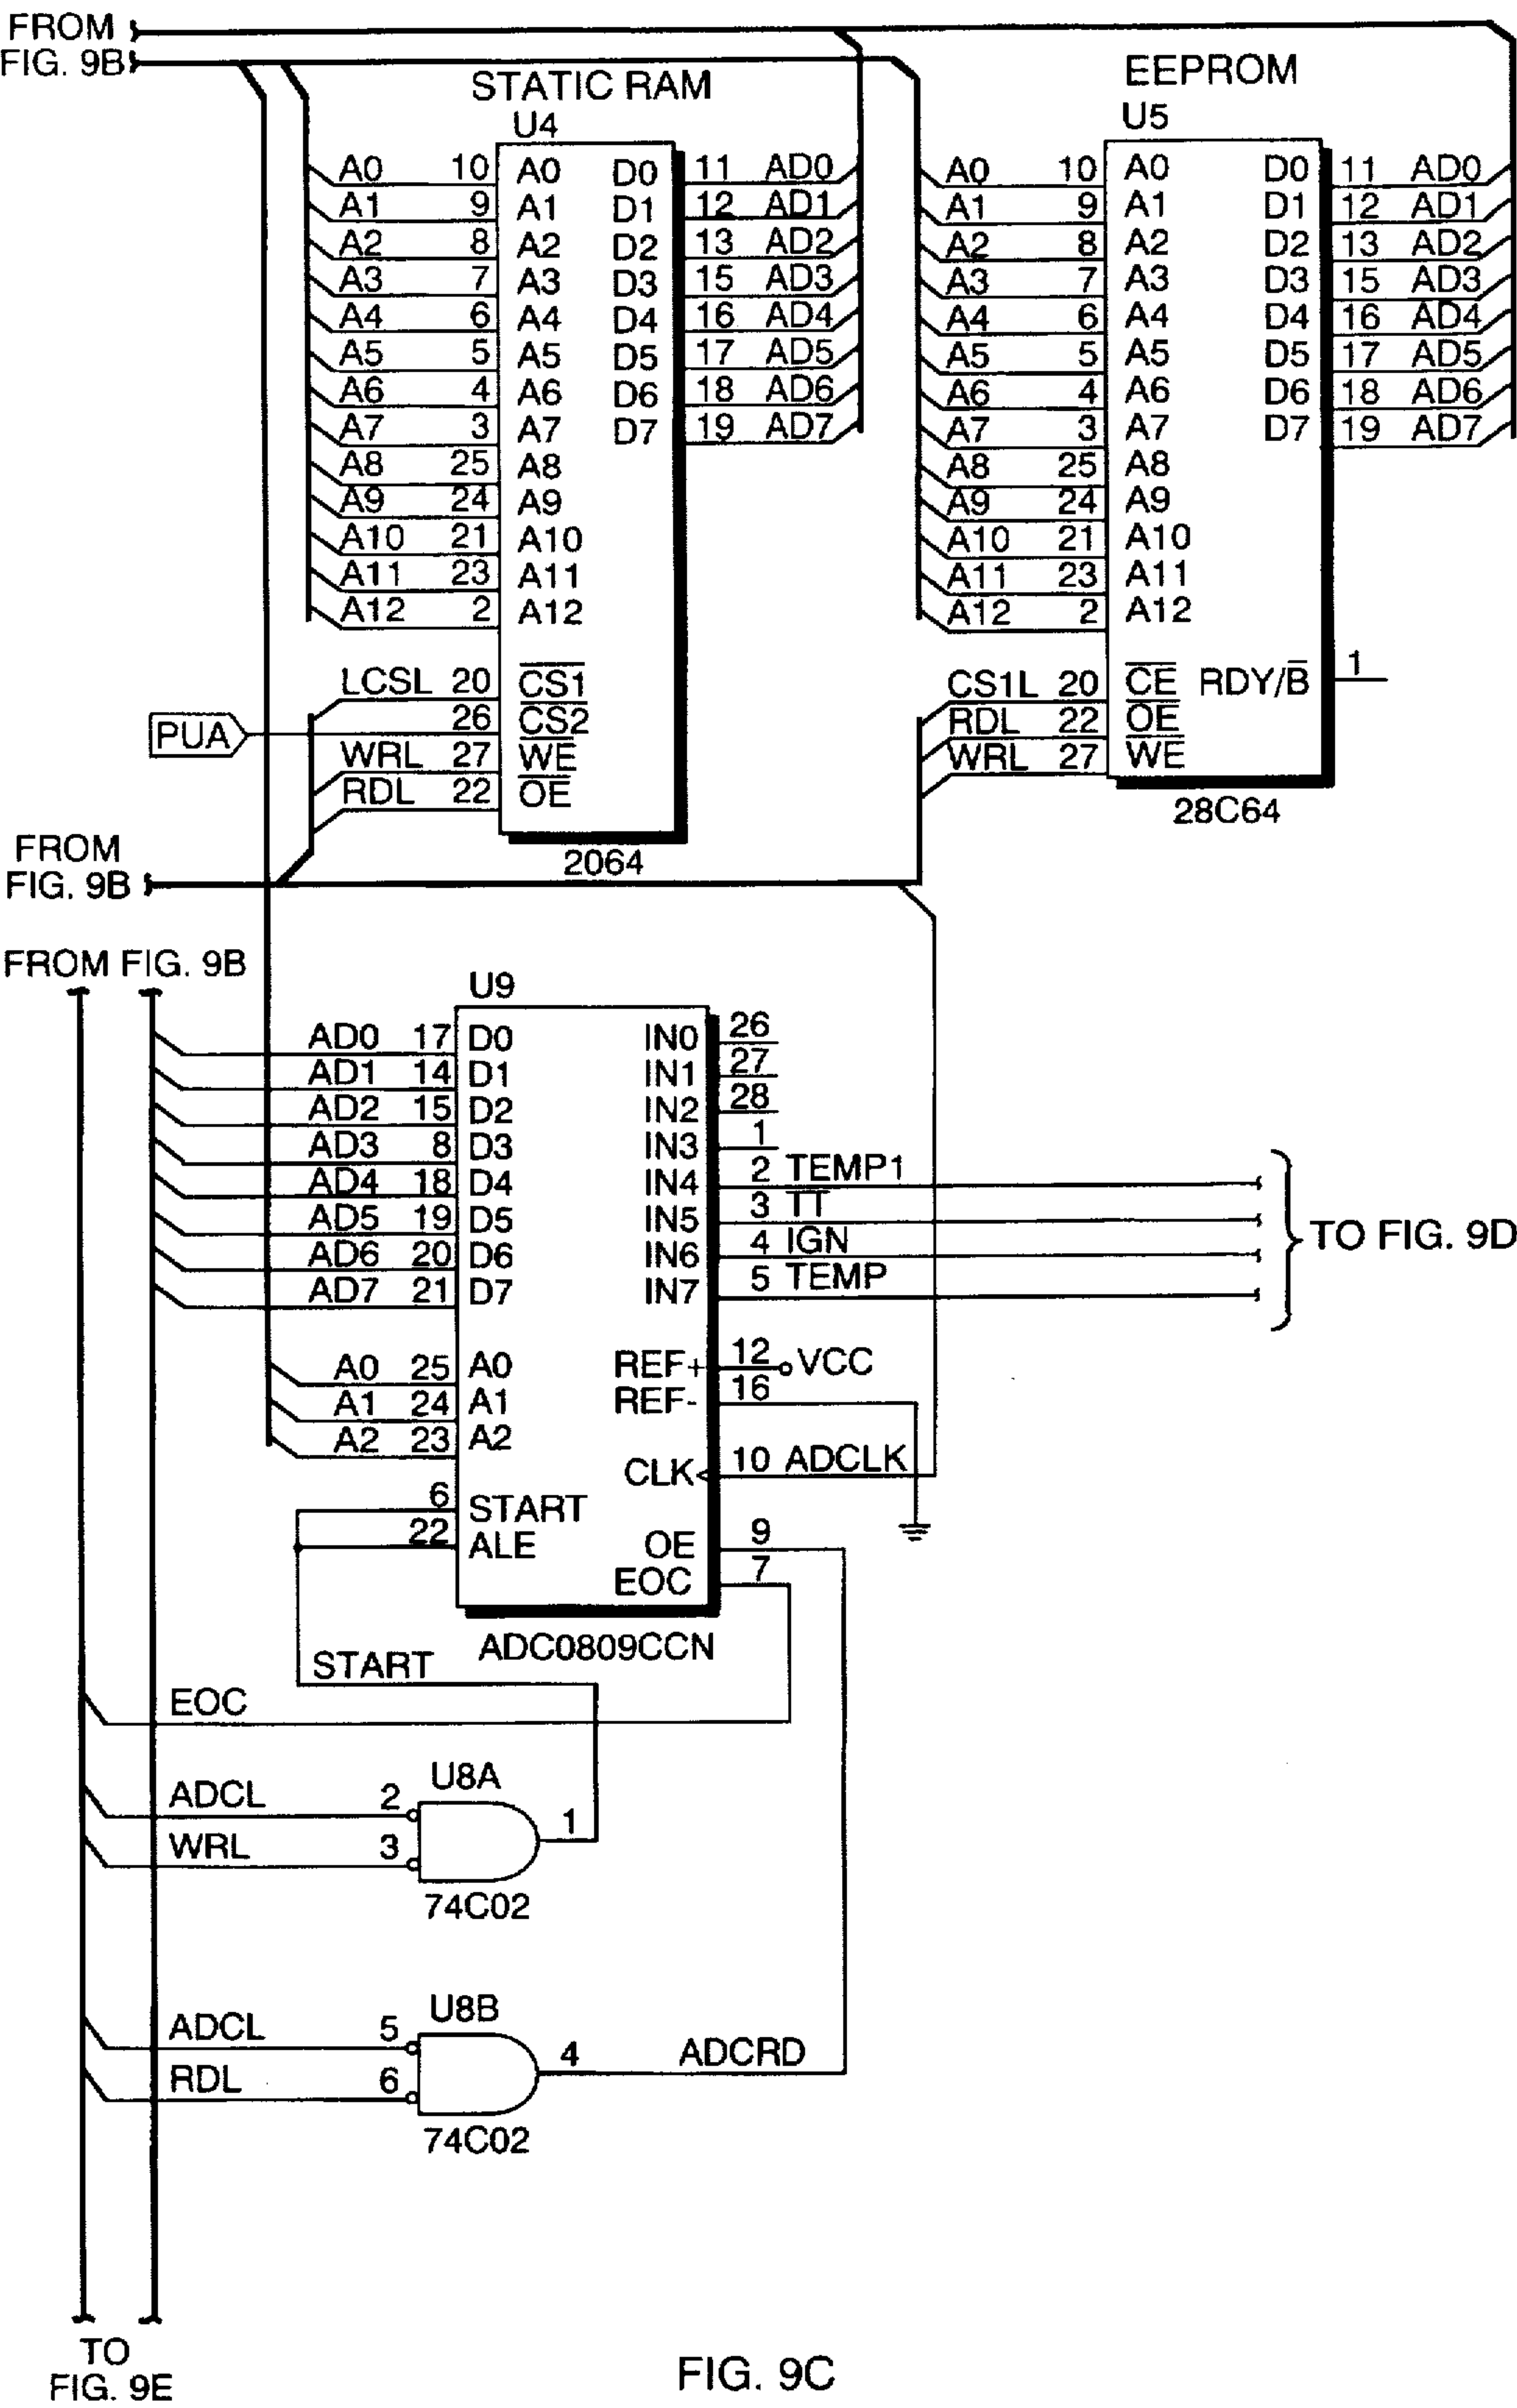 FROM
FIG. 9B
STATIC RAM
U4
A0 10 A0 D0 11 AD0
A1 9 A1 D1 12 AD1
A2 8 A2 D2 13 AD2
A3 7 A3 D3 15 AD3
A4 6 A4 D4 16 AD4
A5 5 A5 D5 17 AD5
A6 4 A6 D6 18 AD6
A7 3 A7 D7 19 AD7
A8 25 A8
A9 24 A9
A10 21 A10
A11 23 A11
A12 2 A12
LCSL 20 C̅S̅1̅
PUA 26 C̅S̅2̅
WRL 27 W̅E̅
RDL 22 O̅E̅
2064
EEPROM
U5
A0 10 A0 D0 11 AD0
A1 9 A1 D1 12 AD1
A2 8 A2 D2 13 AD2
A3 7 A3 D3 15 AD3
A4 6 A4 D4 16 AD4
A5 5 A5 D5 17 AD5
A6 4 A6 D6 18 AD6
A7 3 A7 D7 19 AD7
A8 25 A8
A9 24 A9
A10 21 A10
A11 23 A11
A12 2 A12
CS1L 20 C̅E̅ RDY/B̅ 1
RDL 22 O̅E̅
WRL 27 W̅E̅
28C64
FROM
FIG. 9B
FROM FIG. 9B
U9
AD0 17 D0 IN0 26
AD1 14 D1 IN1 27
AD2 15 D2 IN2 28
AD3 8 D3 IN3 1
AD4 18 D4 IN4 2 TEMP1
AD5 19 D5 IN5 3 T̅T̅
AD6 20 D6 IN6 4 IGN
AD7 21 D7 IN7 5 TEMP
TO FIG. 9D
A0 25 A0 REF+ 12 VCC
A1 24 A1 REF- 16
A2 23 A2
CLK 10 ADCLK
6 START
22 ALE OE 9
EOC 7
ADC0809CCN
START
EOC
U8A
ADCL 2
1
WRL 3
74C02
U8B
ADCL 5
4 ADCRD
RDL 6
74C02
TO
FIG. 9E
FIG. 9C